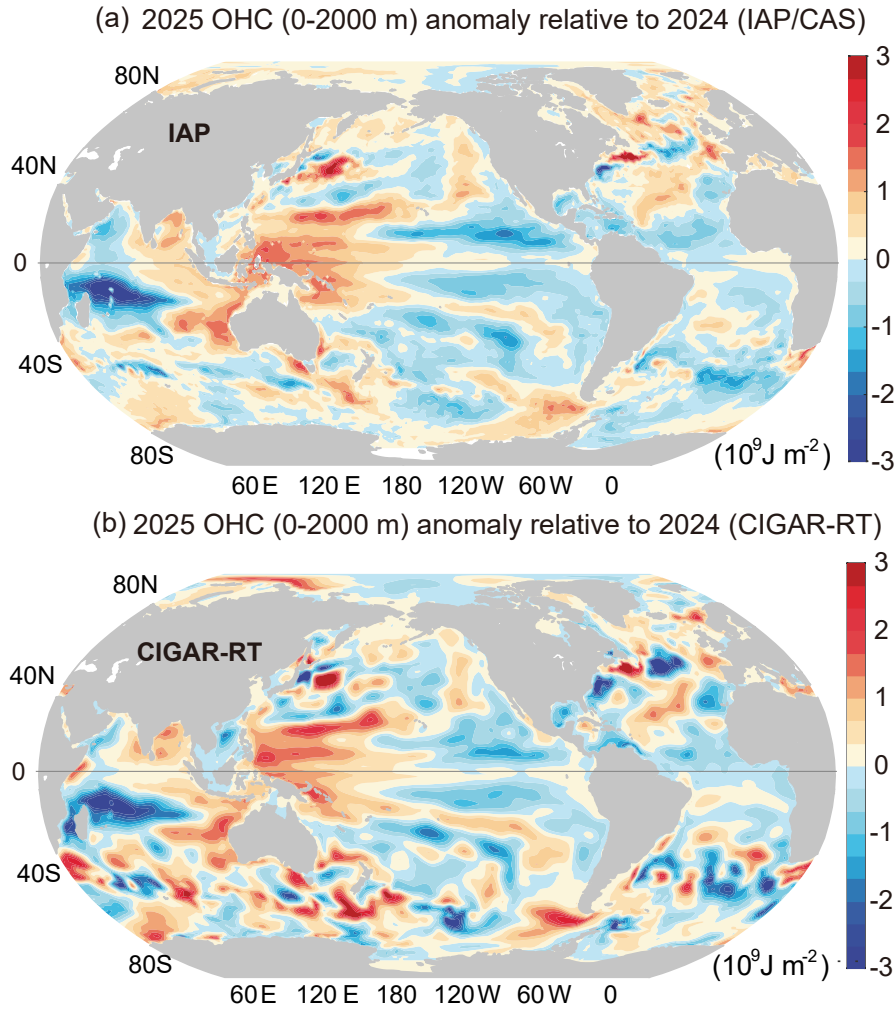 (a) 2025 OHC (0-2000 m) anomaly relative to 2024 (IAP/CAS)
80N
IAP
40N
0
40S
80S
60E 120E 180 120W 60W 0
3
2
1
0
-1
-2
-3
(10⁹J m⁻²)
(b) 2025 OHC (0-2000 m) anomaly relative to 2024 (CIGAR-RT)
80N
CIGAR-RT
40N
0
40S
80S
60E 120E 180 120W 60W 0
3
2
1
0
-1
-2
-3
(10⁹J m⁻²)